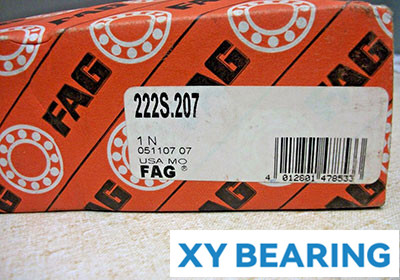 FAG
FAG
FAG
222S.207
1 N
051107 07
USA MO
FAG ®
4 012801 478533
XY BEARING